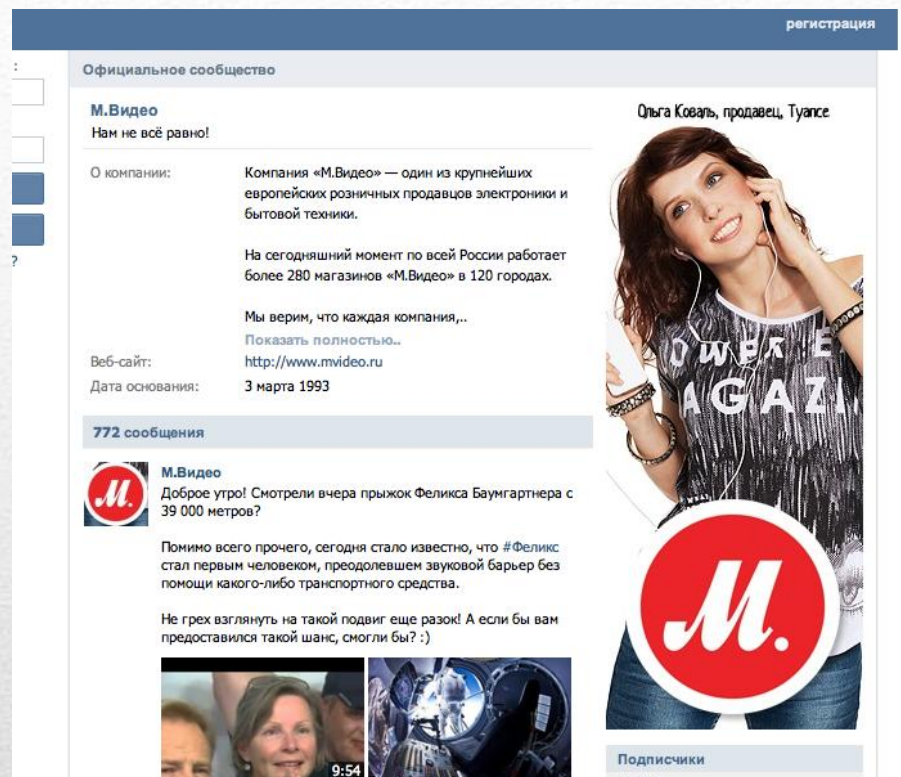 регистрация
:
?
Официальное сообщество
М.Видео
Нам не всё равно!
О компании:
Компания «М.Видео» — один из крупнейших
европейских розничных продавцов электроники и
бытовой техники.
На сегодняшний момент по всей России работает
более 280 магазинов «М.Видео» в 120 городах.
Мы верим, что каждая компания,..
Показать полностью..
Веб-сайт:
http://www.mvideo.ru
Дата основания:
3 марта 1993
772 сообщения
М.
М.Видео
Доброе утро! Смотрели вчера прыжок Феликса Баумгартнера с
39 000 метров?
Помимо всего прочего, сегодня стало известно, что #Феликс
стал первым человеком, преодолевшем звуковой барьер без
помощи какого-либо транспортного средства.
Не грех взглянуть на такой подвиг еще разок! А если бы вам
предоставился такой шанс, смогли бы? :)
9:54
Ольга Коваль, продавец, Туапсе
OWER E
AGAZI
М.
Подписчики